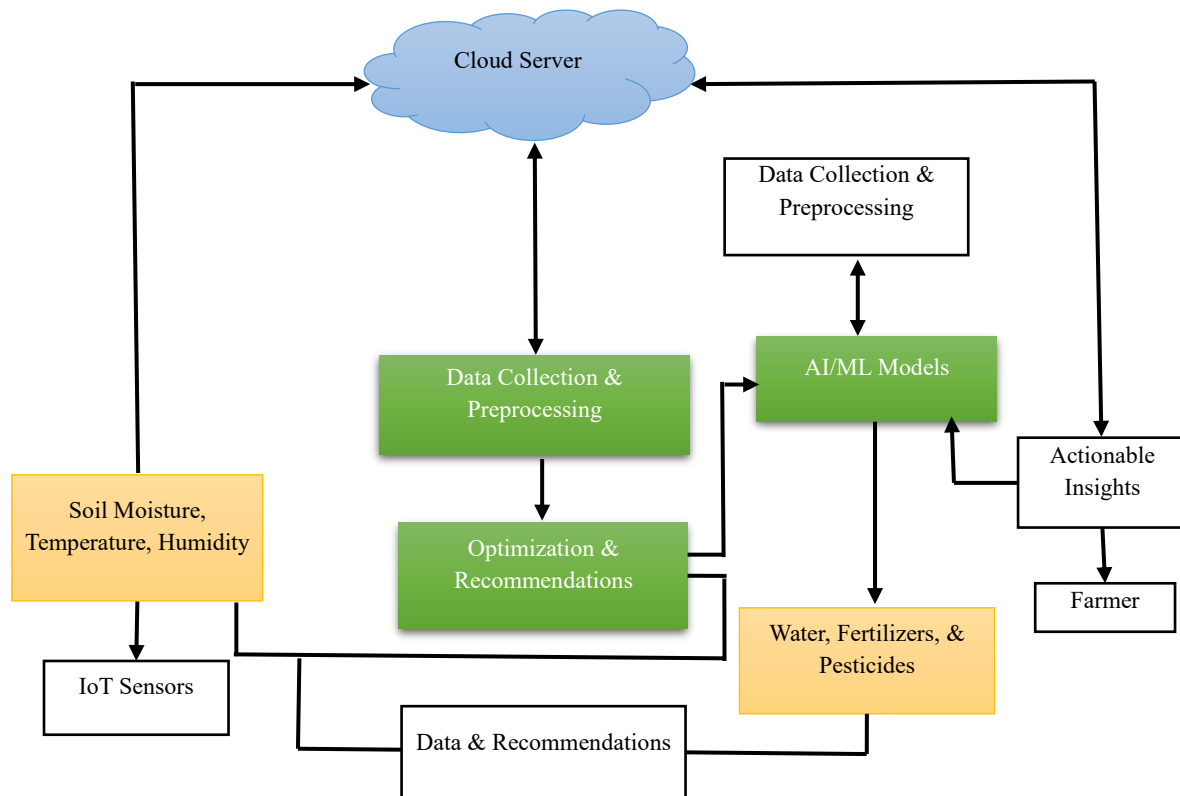 Cloud Server
Data Collection &
Preprocessing
Data Collection &
Preprocessing
AI/ML Models
Actionable
Insights
Soil Moisture,
Temperature, Humidity
Optimization &
Recommendations
Farmer
Water, Fertilizers, &
Pesticides
IoT Sensors
Data & Recommendations